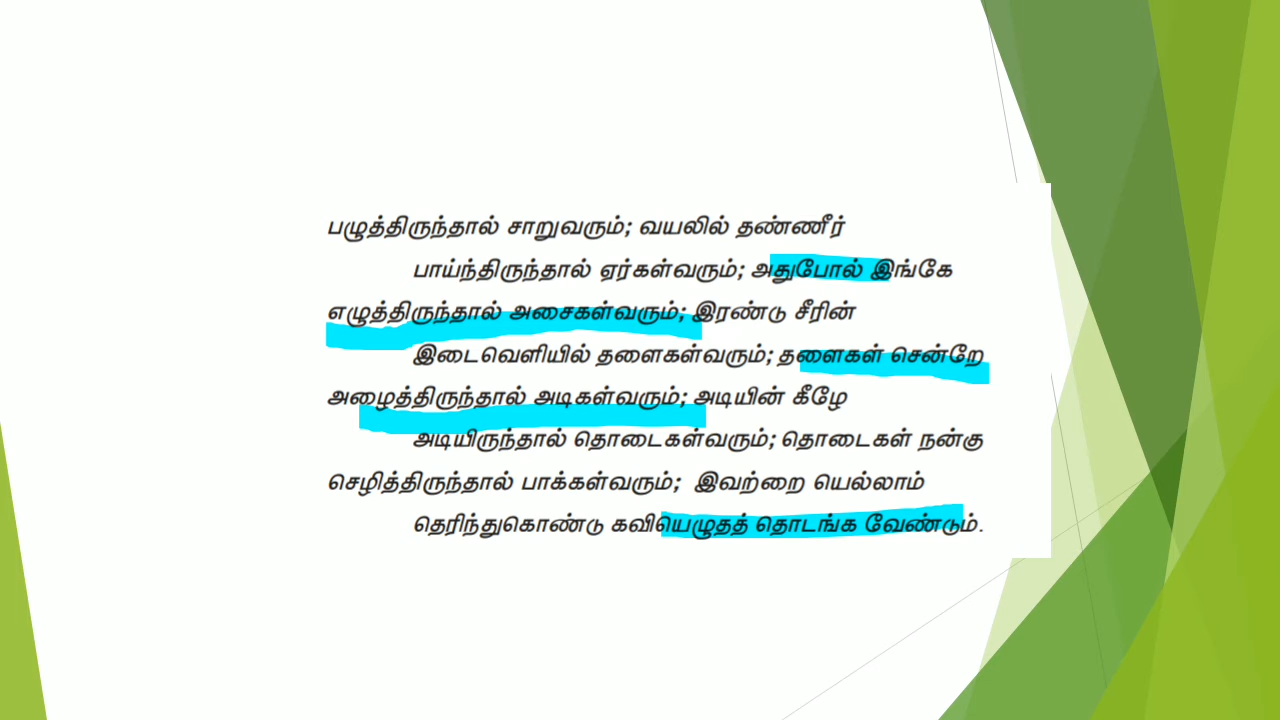 பழுத்திருந்தால் சாறுவரும்; வயலில் தண்ணீர்
பாய்ந்திருந்தால் ஏர்கள்வரும்; அதுபோல் இங்கே
எழுத்திருந்தால் அசைகள்வரும்; இரண்டு சீரின்
இடைவெளியில் தளைகள்வரும்; தளைகள் சென்றே
அழைத்திருந்தால் அடிகள்வரும்; அடியின் கீழே
அடியிருந்தால் தொடைகள்வரும்; தொடைகள் நன்கு
செழித்திருந்தால் பாக்கள்வரும்; இவற்றை யெல்லாம்
தெரிந்துகொண்டு கவியெழுதத் தொடங்க வேண்டும்.